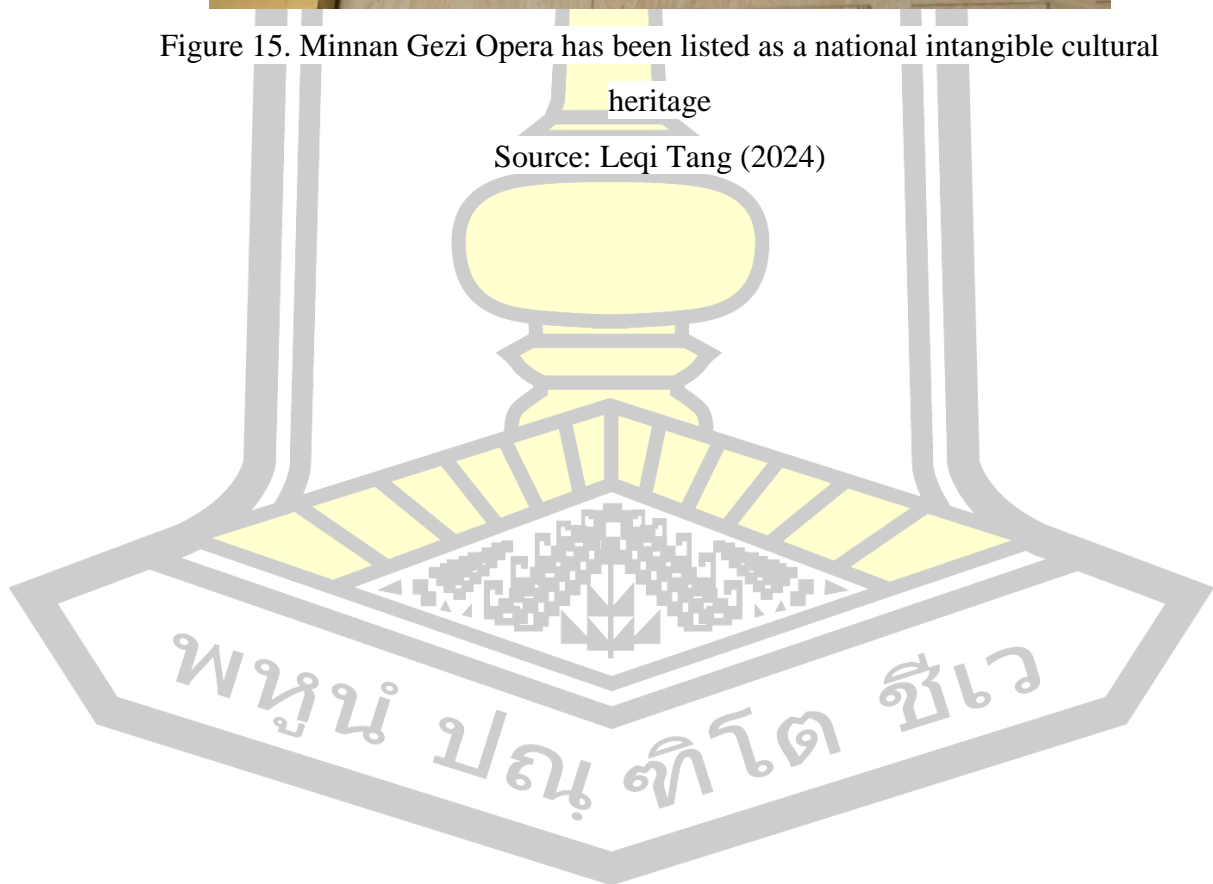 Figure 15. Minnan Gezi Opera has been listed as a national intangible cultural
heritage
Source: Leqi Tang (2024)
พหูนํ ปณฺฑิโต ชีเว